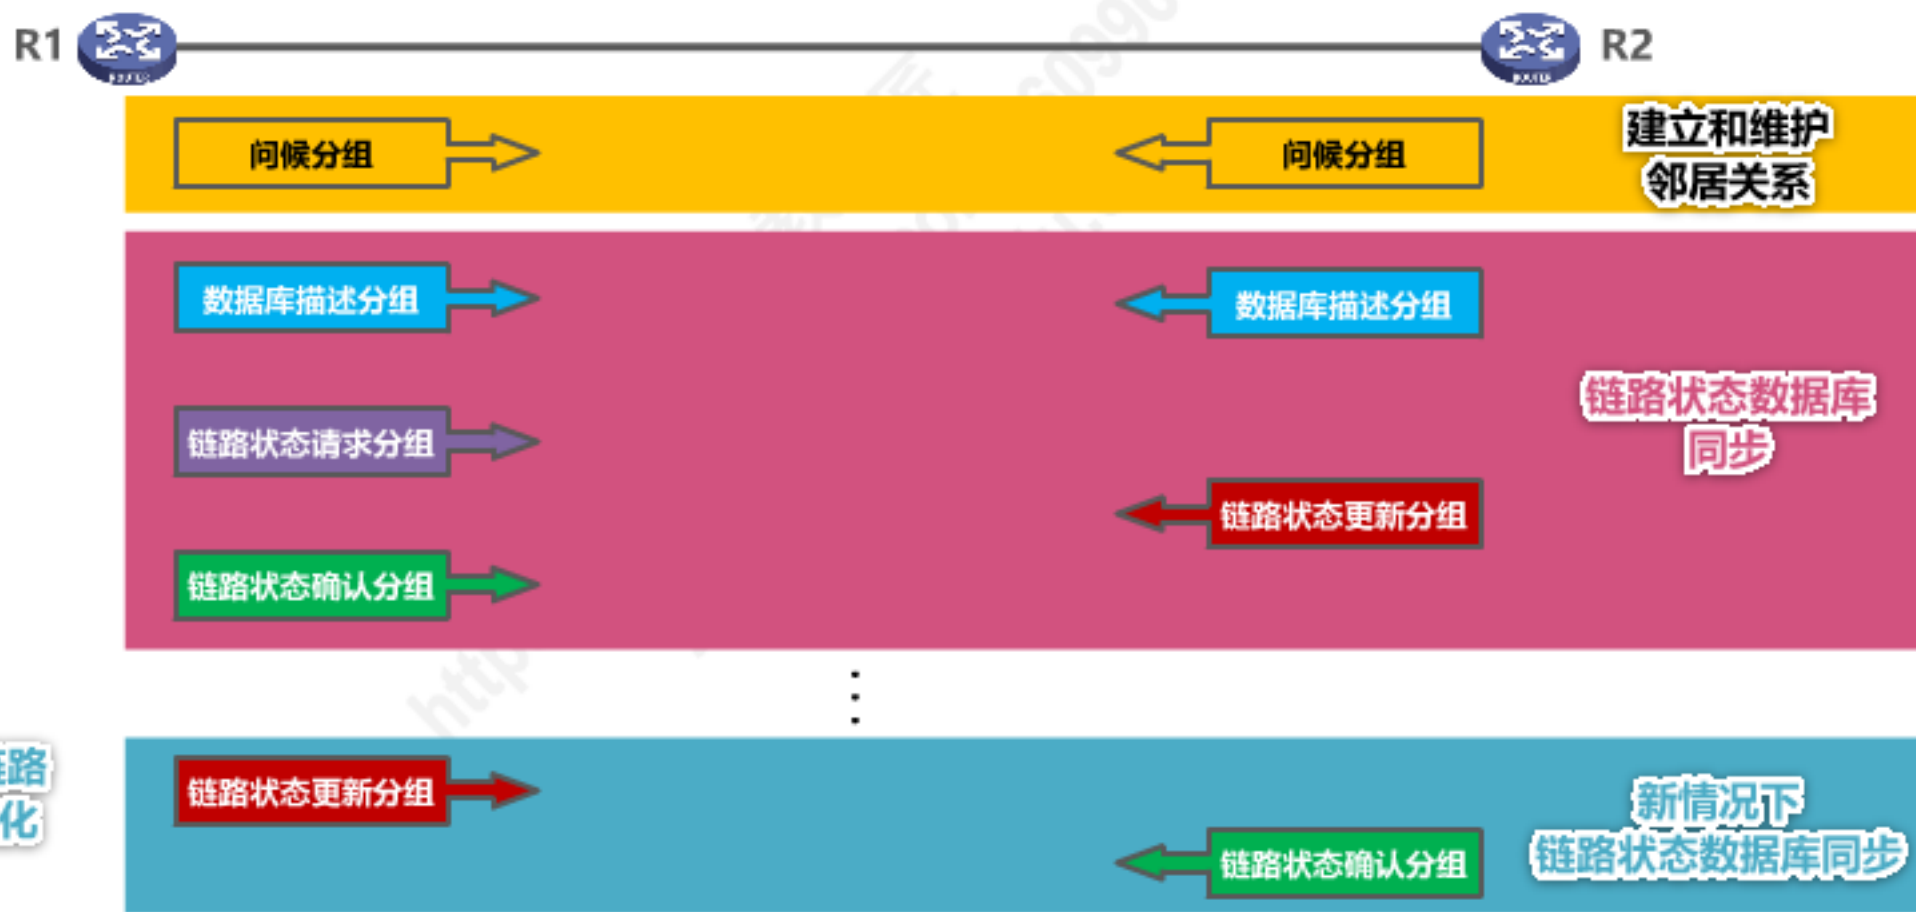 R1
ROUTER
ROUTER
R2
问候分组
问候分组
建立和维护
邻居关系
数据库描述分组
数据库描述分组
链路状态请求分组
链路状态数据库
同步
链路状态更新分组
链路状态确认分组
http
路
化
链路状态更新分组
新情况下
链路状态数据库同步
链路状态确认分组